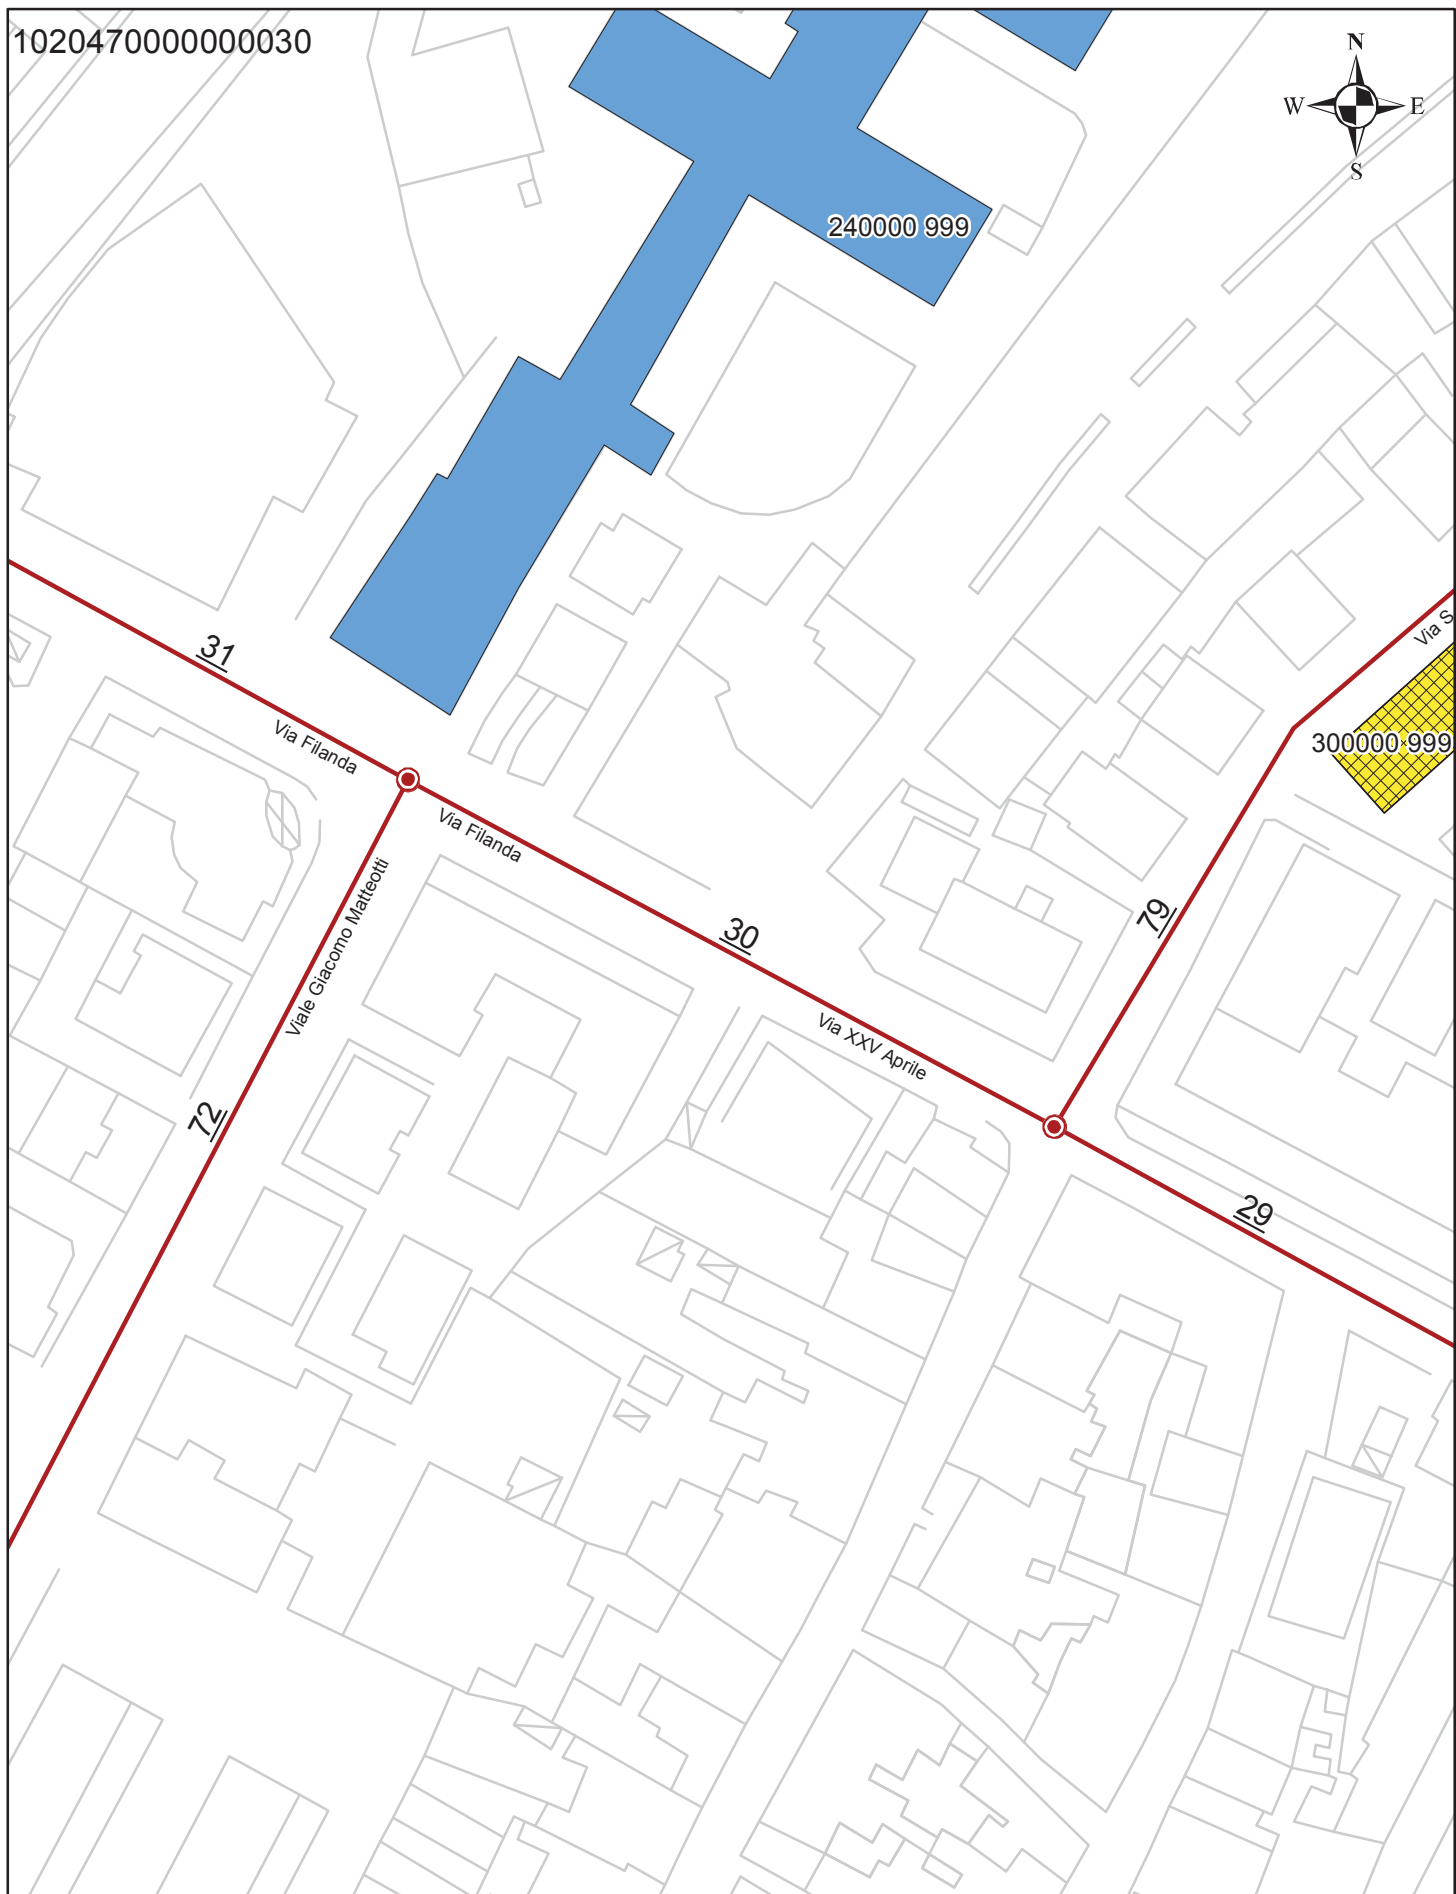 1020470000000030
N
W E
S
240000 999
31
Via Filanda
Via Filanda
Via S
300000 999
Viale Giacomo Matteotti
30
79
Via XXV Aprile
72
29